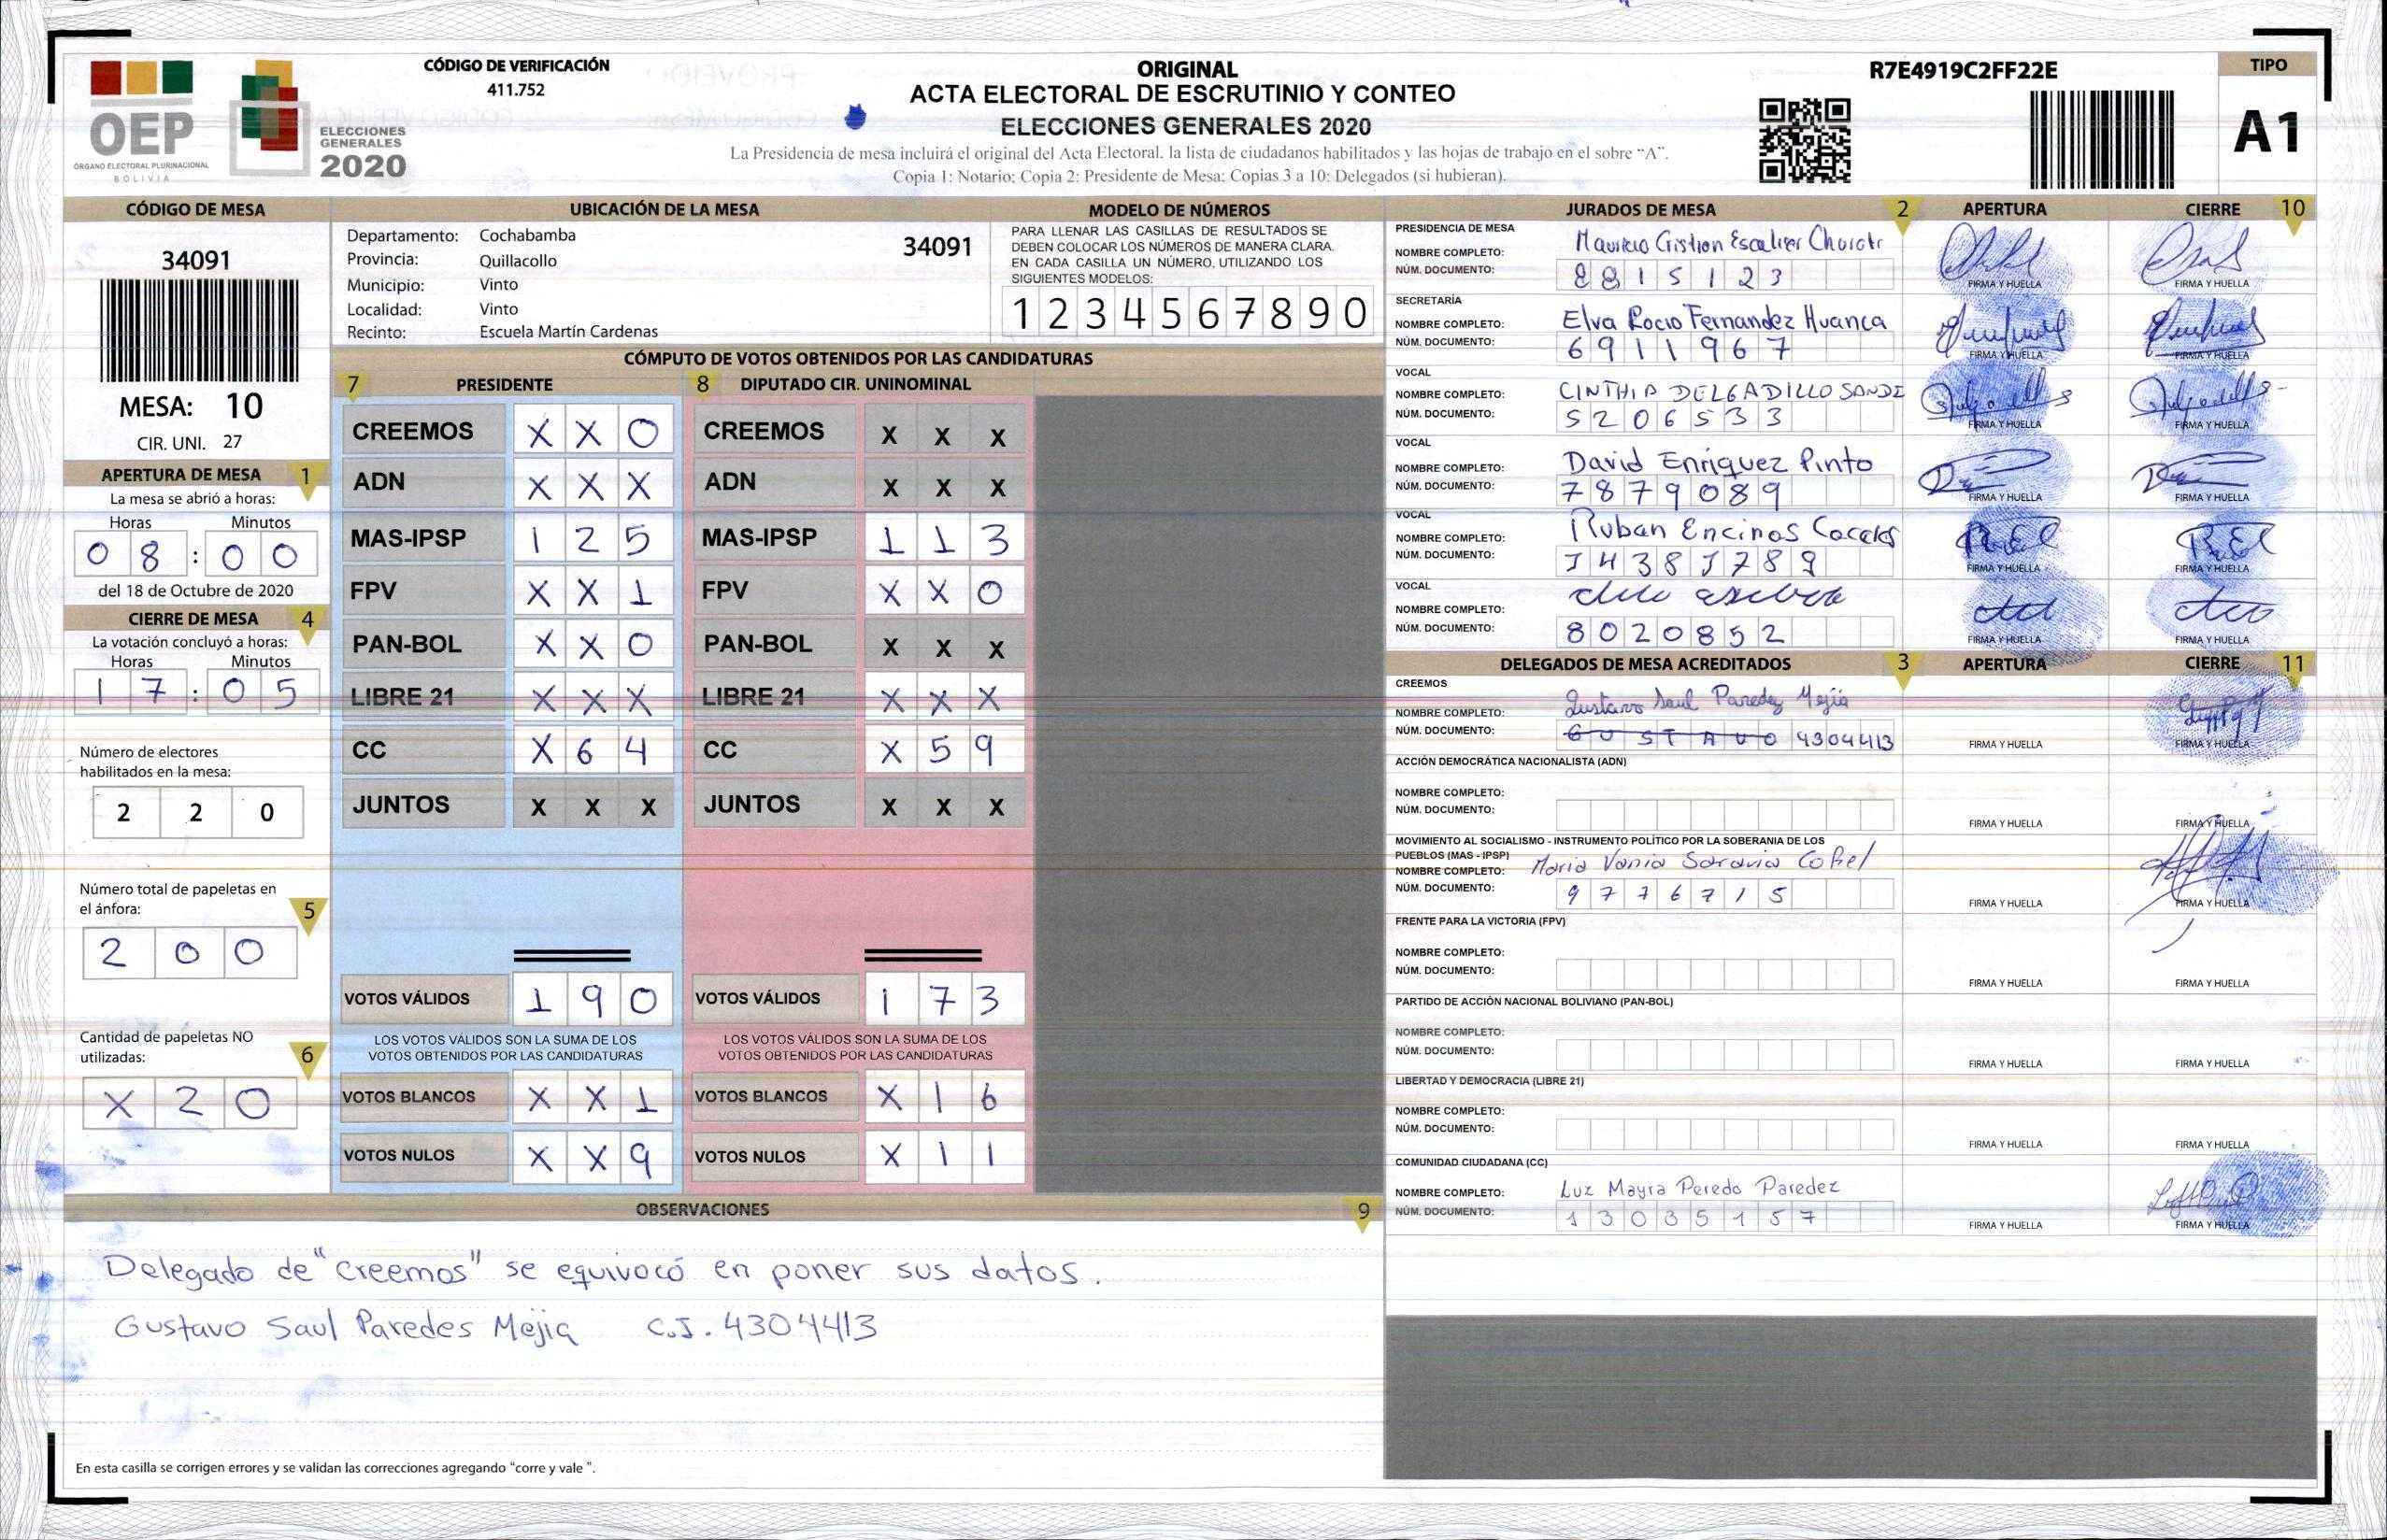 CÓDIGO DE VERIFICACIÓN
411.752
ORIGINAL
ACTA ELECTORAL DE ESCRUTINIO Y CONTEO
ELECCIONES GENERALES 2020
La Presidencia de mesa incluirá el original del Acta Electoral, la lista de ciudadanos habilitados y las hojas de trabajo en el sobre “A”.
Copia 1: Notario; Copia 2: Presidente de Mesa; Copias 3 a 10: Delegados (si hubieran).
R7E4919C2FF22E
TIPO
A1
OEP
ÓRGANO ELECTORAL PLURINACIONAL
BOLIVIA
ELECCIONES
GENERALES
2020
CÓDIGO DE MESA
34091
MESA: 10
CIR. UNI. 27
APERTURA DE MESA 1
La mesa se abrió a horas:
Horas Minutos
0 8 : 0 0
del 18 de Octubre de 2020
CIERRE DE MESA 4
La votación concluyó a horas:
Horas Minutos
1 7 : 0 5
Número de electores
habilitados en la mesa:
2 2 0
Número total de papeletas en
el ánfora: 5
2 0 0
Cantidad de papeletas NO
utilizadas: 6
X 2 0
UBICACIÓN DE LA MESA
Departamento: Cochabamba
34091
Provincia: Quillacollo
Municipio: Vinto
Localidad: Vinto
Recinto: Escuela Martín Cardenas
MODELO DE NÚMEROS
PARA LLENAR LAS CASILLAS DE RESULTADOS SE
DEBEN COLOCAR LOS NÚMEROS DE MANERA CLARA.
EN CADA CASILLA UN NÚMERO, UTILIZANDO LOS
SIGUIENTES MODELOS:
1 2 3 4 5 6 7 8 9 0
CÓMPUTO DE VOTOS OBTENIDOS POR LAS CANDIDATURAS
7 PRESIDENTE
CREEMOS X X 0
ADN X X X
MAS-IPSP 1 2 5
FPV X X 1
PAN-BOL X X 0
LIBRE 21 X X X
CC X 6 4
JUNTOS X X X
VOTOS VÁLIDOS 1 9 0
LOS VOTOS VÁLIDOS SON LA SUMA DE LOS
VOTOS OBTENIDOS POR LAS CANDIDATURAS
VOTOS BLANCOS X X 1
VOTOS NULOS X X 9
8 DIPUTADO CIR. UNINOMINAL
CREEMOS X X X
ADN X X X
MAS-IPSP 1 1 3
FPV X X 0
PAN-BOL X X X
LIBRE 21 X X X
CC X 5 9
JUNTOS X X X
VOTOS VÁLIDOS 1 7 3
LOS VOTOS VÁLIDOS SON LA SUMA DE LOS
VOTOS OBTENIDOS POR LAS CANDIDATURAS
VOTOS BLANCOS X 1 6
VOTOS NULOS X 1 1
OBSERVACIONES 9
Delegado de "Creemos" se equivocó en poner sus datos.
Gustavo Saul Paredes Mejia C.I. 4304413
En esta casilla se corrigen errores y se validan las correcciones agregando “corre y vale ”.
JURADOS DE MESA 2 APERTURA CIERRE 10
PRESIDENCIA DE MESA
NOMBRE COMPLETO: Mauricio Cristian Escalier
NÚM. DOCUMENTO: 8 8 1 5 1 2 3
FIRMA Y HUELLA FIRMA Y HUELLA
SECRETARÍA
NOMBRE COMPLETO: Elva Rocio Fernandez Huanca
NÚM. DOCUMENTO: 6 9 1 1 9 6 7
FIRMA Y HUELLA FIRMA Y HUELLA
VOCAL
NOMBRE COMPLETO: CINTHIA DELGADILLO
NÚM. DOCUMENTO: 5 2 0 6 5 3 3
FIRMA Y HUELLA FIRMA Y HUELLA
VOCAL
NOMBRE COMPLETO: David Enriquez Pinto
NÚM. DOCUMENTO: 7 8 7 9 0 8 9
FIRMA Y HUELLA FIRMA Y HUELLA
VOCAL
NOMBRE COMPLETO: Ruban Encinas
NÚM. DOCUMENTO: 1 4 3 8 1 7 8 9
FIRMA Y HUELLA FIRMA Y HUELLA
VOCAL
NOMBRE COMPLETO:
NÚM. DOCUMENTO: 8 0 2 0 8 5 2
FIRMA Y HUELLA FIRMA Y HUELLA
DELEGADOS DE MESA ACREDITADOS 3 APERTURA CIERRE 11
CREEMOS
NOMBRE COMPLETO: Gustavo Saul Paredez Mejia
NÚM. DOCUMENTO: G U S T A V O 4304413
FIRMA Y HUELLA FIRMA Y HUELLA
ACCIÓN DEMOCRÁTICA NACIONALISTA (ADN)
NOMBRE COMPLETO:
NÚM. DOCUMENTO:
FIRMA Y HUELLA FIRMA Y HUELLA
MOVIMIENTO AL SOCIALISMO - INSTRUMENTO POLÍTICO POR LA SOBERANIA DE LOS
PUEBLOS (MAS - IPSP)
NOMBRE COMPLETO: Maria Vania Saravia
NÚM. DOCUMENTO: 9 7 7 6 7 1 5
FIRMA Y HUELLA FIRMA Y HUELLA
FRENTE PARA LA VICTORIA (FPV)
NOMBRE COMPLETO:
NÚM. DOCUMENTO:
FIRMA Y HUELLA FIRMA Y HUELLA
PARTIDO DE ACCIÓN NACIONAL BOLIVIANO (PAN-BOL)
NOMBRE COMPLETO:
NÚM. DOCUMENTO:
FIRMA Y HUELLA FIRMA Y HUELLA
LIBERTAD Y DEMOCRACIA (LIBRE 21)
NOMBRE COMPLETO:
NÚM. DOCUMENTO:
FIRMA Y HUELLA FIRMA Y HUELLA
COMUNIDAD CIUDADANA (CC)
NOMBRE COMPLETO: Luz Mayra Peredo Paredez
NÚM. DOCUMENTO: 1 3 0 3 5 1 5 7
FIRMA Y HUELLA FIRMA Y HUELLA